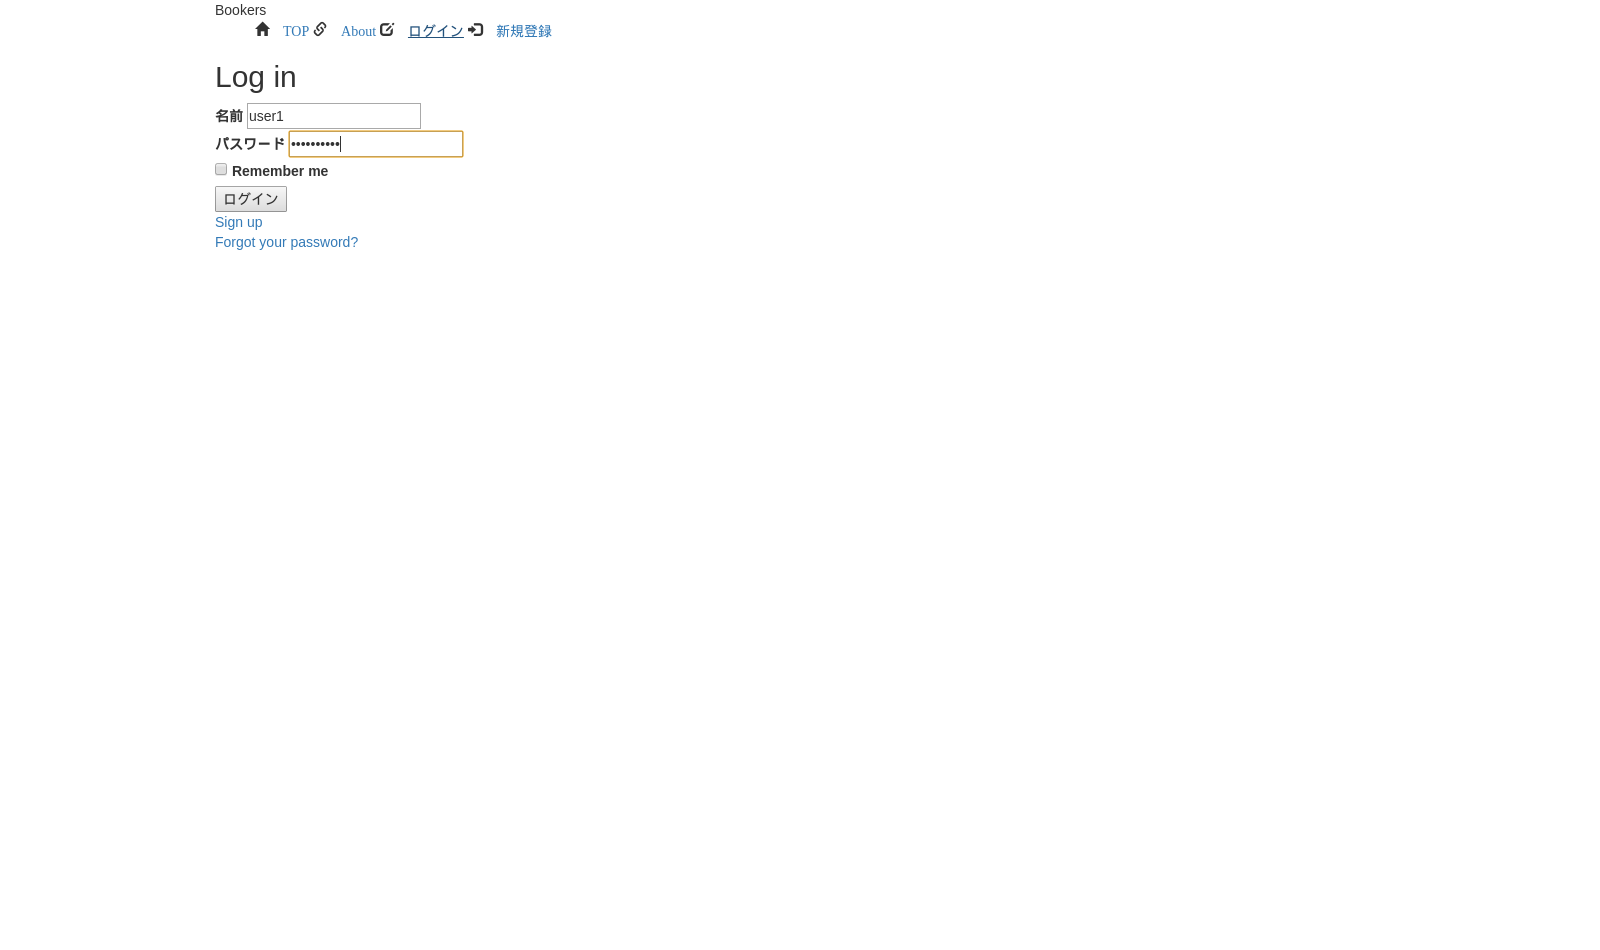 Bookers
TOP About ログイン 新規登録
Log in
名前 user1
パスワード ••••••••••
Remember me
ログイン
Sign up
Forgot your password?